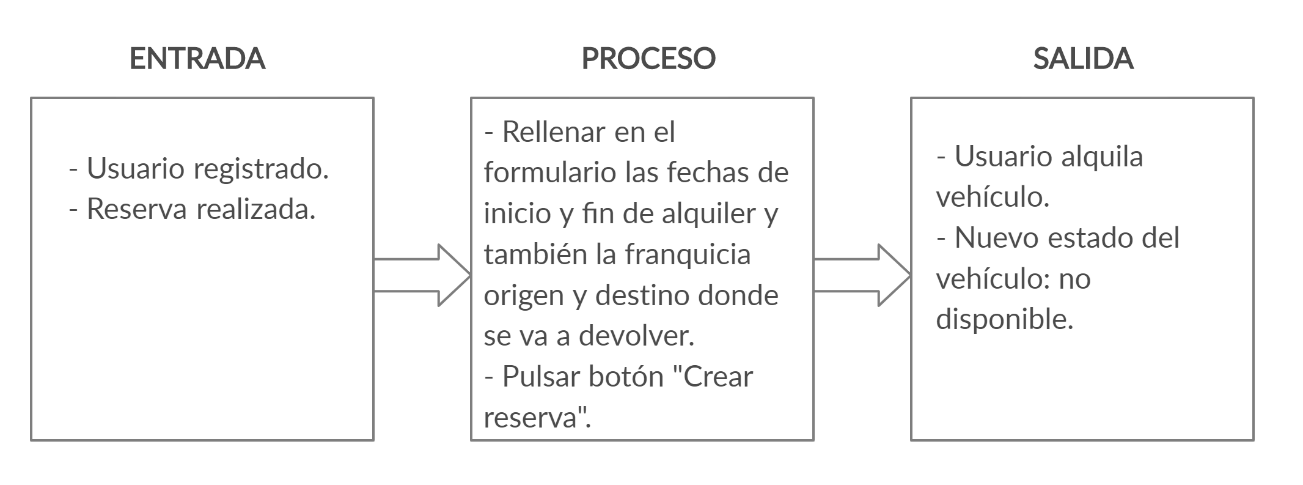 ENTRADA
- Usuario registrado.
- Reserva realizada.
PROCESO
- Rellenar en el
formulario las fechas de
inicio y fin de alquiler y
también la franquicia
origen y destino donde
se va a devolver.
- Pulsar botón "Crear
reserva".
SALIDA
- Usuario alquila
vehículo.
- Nuevo estado del
vehículo: no
disponible.